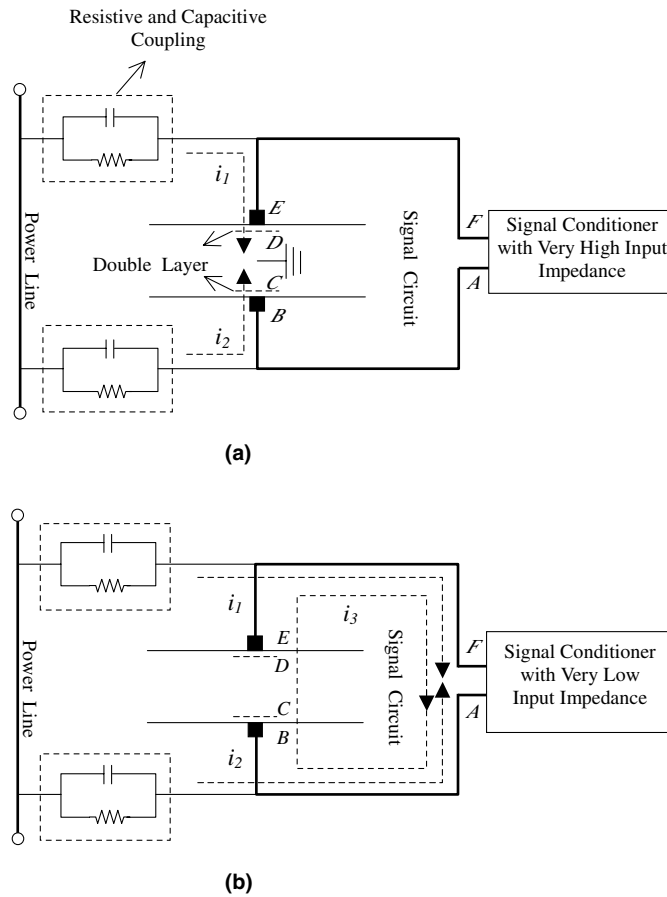 Resistive and Capacitive
Coupling
i1
E
F
Power Line
Signal Circuit
Signal Conditioner
with Very High Input
Impedance
D
Double Layer
C
A
B
i2
(a)
i1
i3
E
F
Power Line
Signal Circuit
Signal Conditioner
with Very Low
Input Impedance
D
C
A
B
i2
(b)